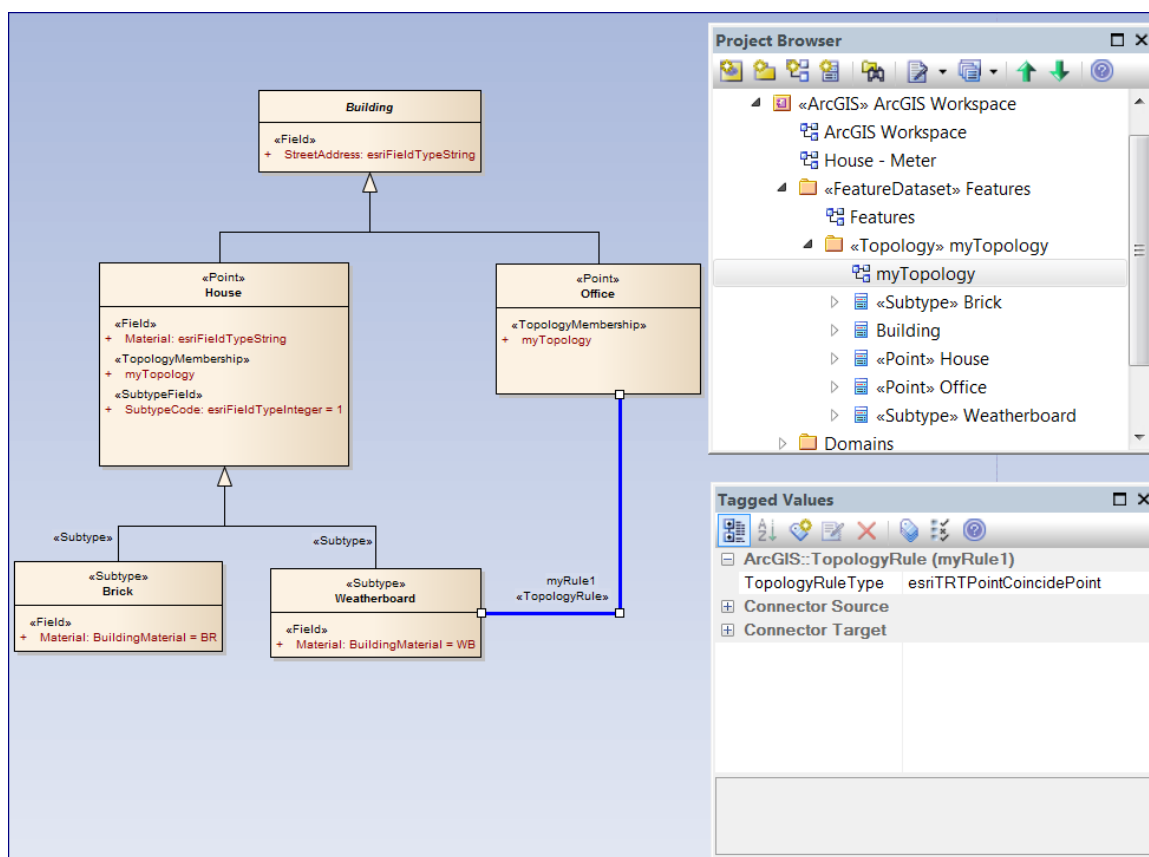 Building
«Field»
+ StreetAddress: esriFieldTypeString
«Point»
House
«Field»
+ Material: esriFieldTypeString
«TopologyMembership»
+ myTopology
«SubtypeField»
+ SubtypeCode: esriFieldTypeInteger = 1
«Point»
Office
«TopologyMembership»
+ myTopology
«Subtype»
«Subtype»
«Subtype»
Brick
«Field»
+ Material: BuildingMaterial = BR
«Subtype»
Weatherboard
«Field»
+ Material: BuildingMaterial = WB
myRule1
«TopologyRule»
Project Browser
«ArcGIS» ArcGIS Workspace
ArcGIS Workspace
House - Meter
«FeatureDataset» Features
Features
«Topology» myTopology
myTopology
«Subtype» Brick
Building
«Point» House
«Point» Office
«Subtype» Weatherboard
Domains
Tagged Values
ArcGIS::TopologyRule (myRule1)
TopologyRuleType esriTRTPointCoincidePoint
Connector Source
Connector Target